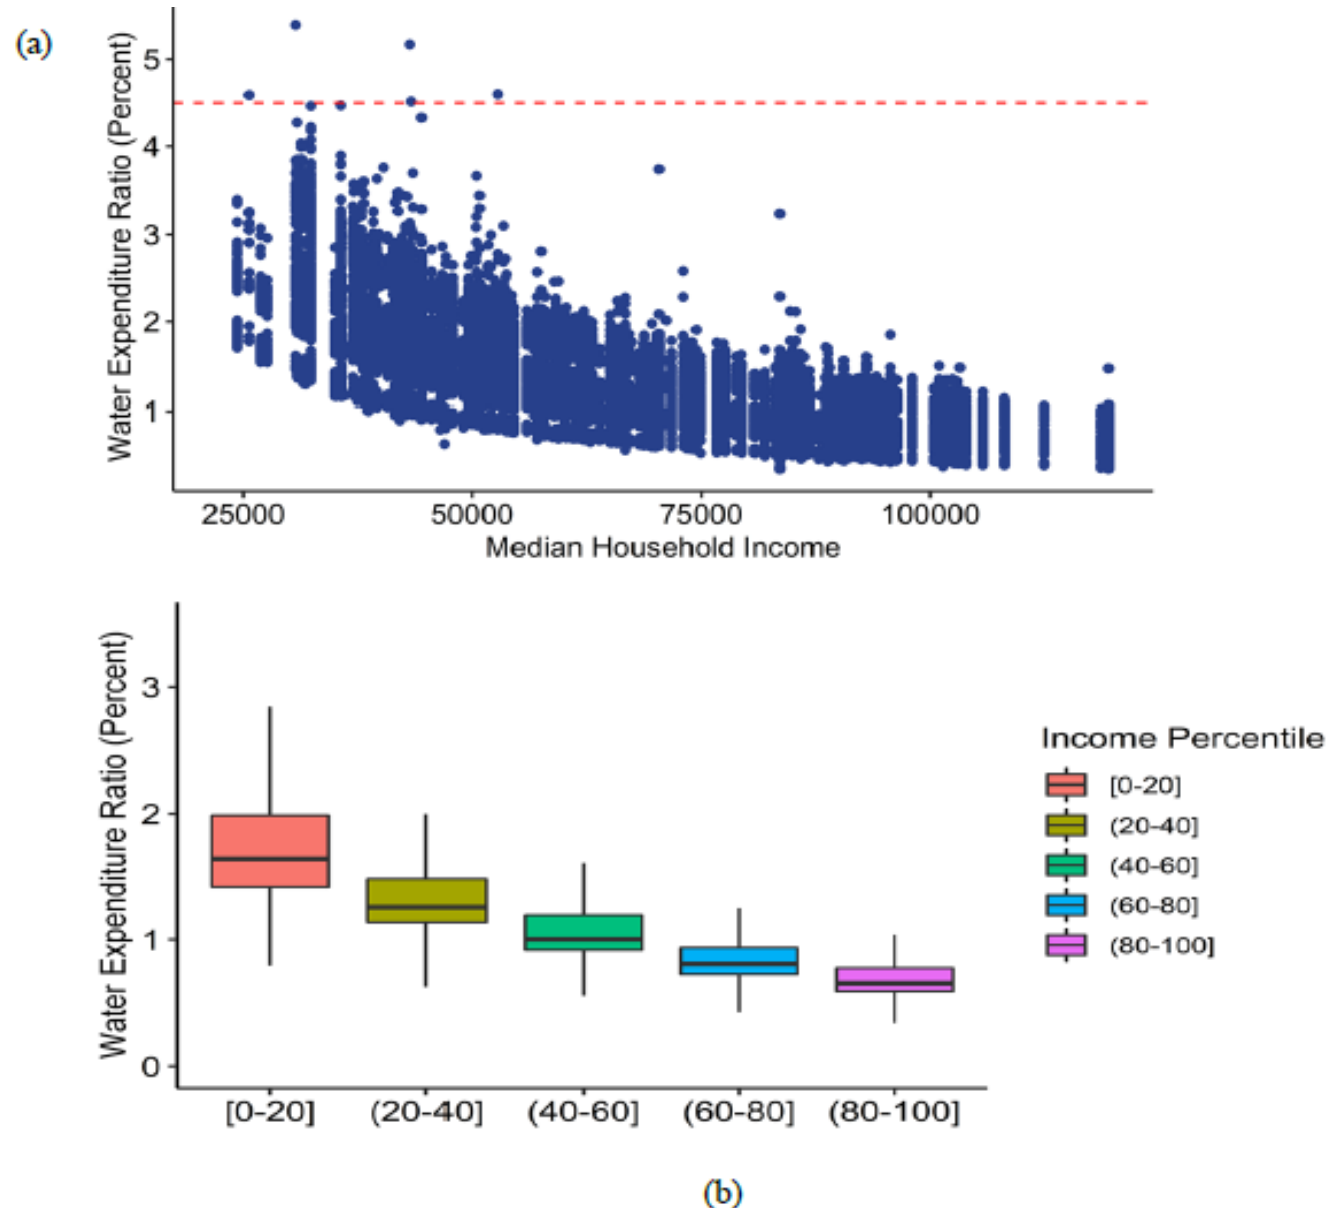 (a)
Water Expenditure Ratio (Percent)
5
4
3
2
1
25000 50000 75000 100000
Median Household Income
Water Expenditure Ratio (Percent)
3
2
1
0
[0-20] (20-40] (40-60] (60-80] (80-100]
Income Percentile
[0-20]
(20-40]
(40-60]
(60-80]
(80-100]
(b)